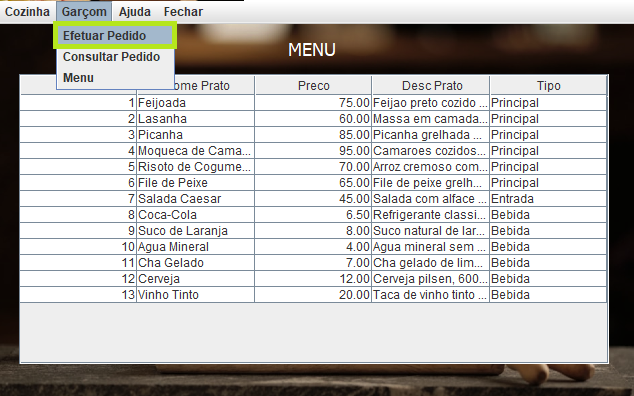 Cozinha Garçom Ajuda Fechar
Efetuar Pedido
Consultar Pedido
Menu
MENU
ome Prato Preco Desc Prato Tipo
1 Feijoada 75.00 Feijao preto cozido ... Principal
2 Lasanha 60.00 Massa em camada... Principal
3 Picanha 85.00 Picanha grelhada ... Principal
4 Moqueca de Cama... 95.00 Camaroes cozidos... Principal
5 Risoto de Cogume... 70.00 Arroz cremoso com... Principal
6 File de Peixe 65.00 File de peixe grelh... Principal
7 Salada Caesar 45.00 Salada com alface ... Entrada
8 Coca-Cola 6.50 Refrigerante classi... Bebida
9 Suco de Laranja 8.00 Suco natural de lar... Bebida
10 Agua Mineral 4.00 Agua mineral sem ... Bebida
11 Cha Gelado 7.00 Cha gelado de lim... Bebida
12 Cerveja 12.00 Cerveja pilsen, 600... Bebida
13 Vinho Tinto 20.00 Taca de vinho tinto ... Bebida